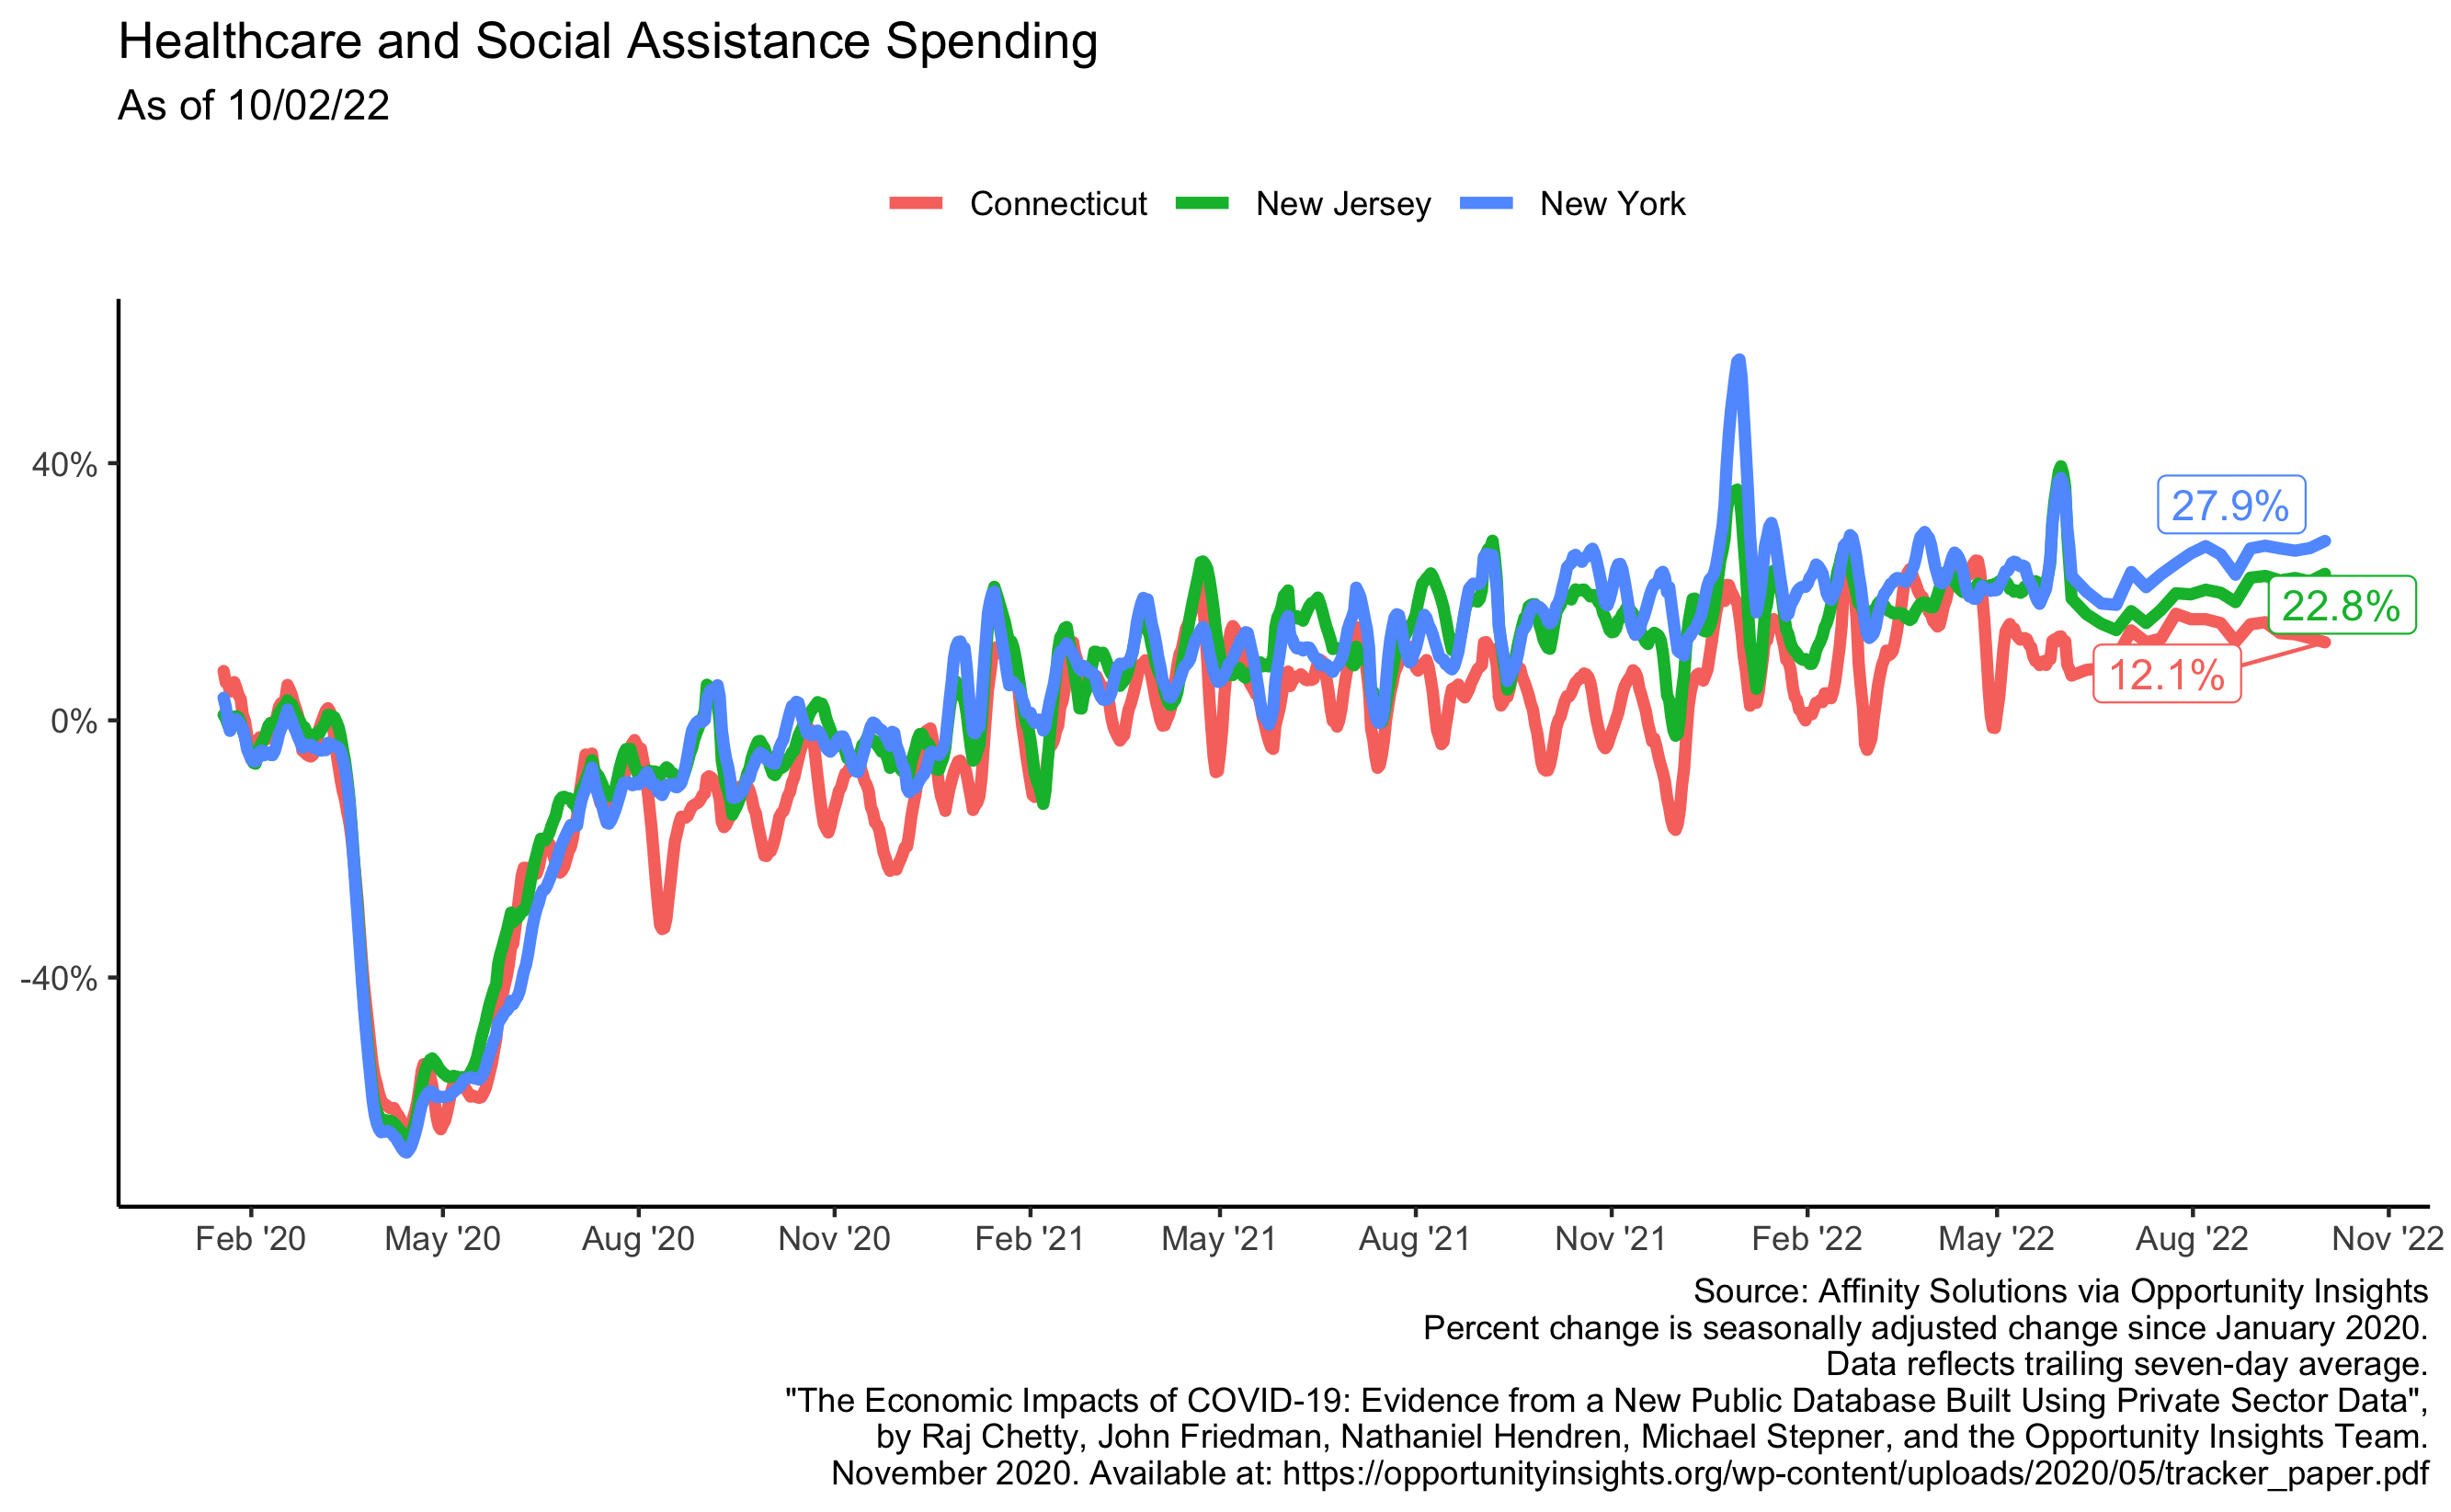 Healthcare and Social Assistance Spending
As of 10/02/22
Connecticut New Jersey New York
40%
0%
-40%
27.9%
22.8%
12.1%
Feb '20 May '20 Aug '20 Nov '20 Feb '21 May '21 Aug '21 Nov '21 Feb '22 May '22 Aug '22 Nov '22
Source: Affinity Solutions via Opportunity Insights
Percent change is seasonally adjusted change since January 2020.
Data reflects trailing seven-day average.
"The Economic Impacts of COVID-19: Evidence from a New Public Database Built Using Private Sector Data",
by Raj Chetty, John Friedman, Nathaniel Hendren, Michael Stepner, and the Opportunity Insights Team.
November 2020. Available at: https://opportunityinsights.org/wp-content/uploads/2020/05/tracker_paper.pdf